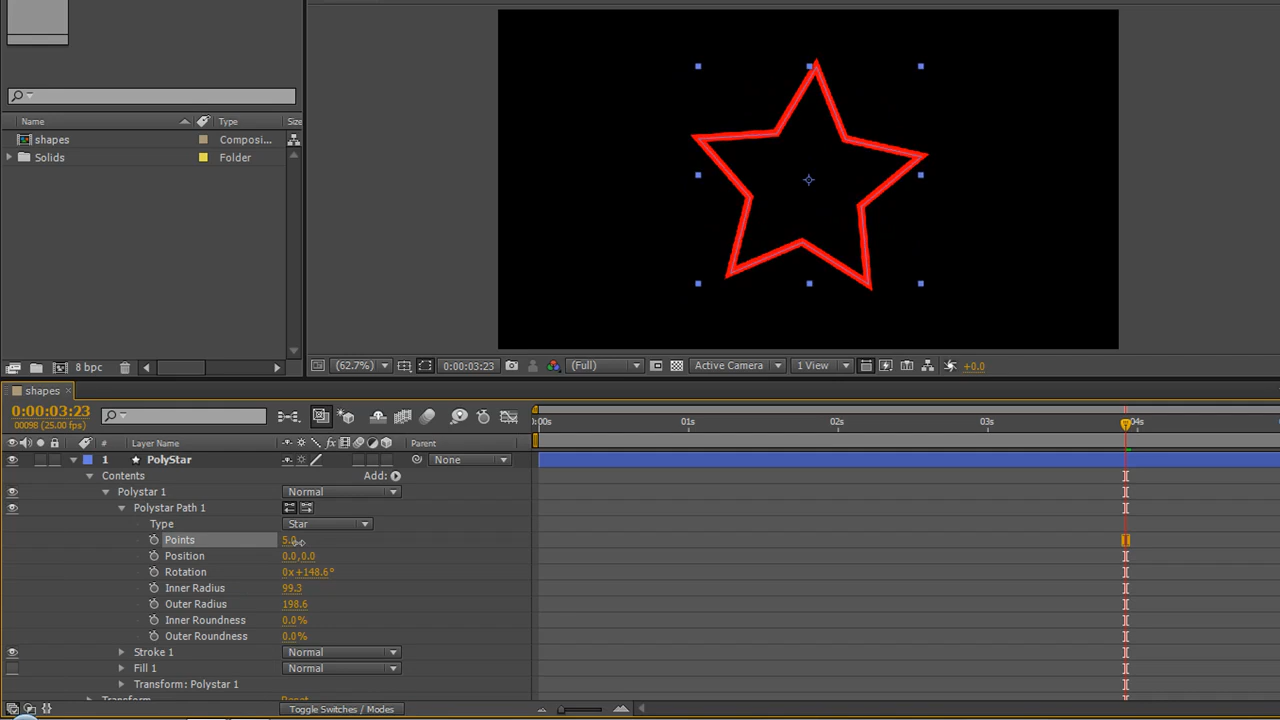 Name Type Size
shapes Composi...
Solids Folder
8 bpc
(62.7%) 0:00:03:23 (Full) Active Camera 1 View +0.0
shapes
0:00:03:23
00098 (25.00 fps)
:00s 01s 02s 03s 04s
# Layer Name fx Parent
1 PolyStar None
Contents Add:
Polystar 1 Normal
Polystar Path 1
Type Star
Points 5.0
Position 0.0,0.0
Rotation 0x+148.6°
Inner Radius 99.3
Outer Radius 198.6
Inner Roundness 0.0%
Outer Roundness 0.0%
Stroke 1 Normal
Fill 1 Normal
Transform: Polystar 1
Transform Reset
Toggle Switches / Modes